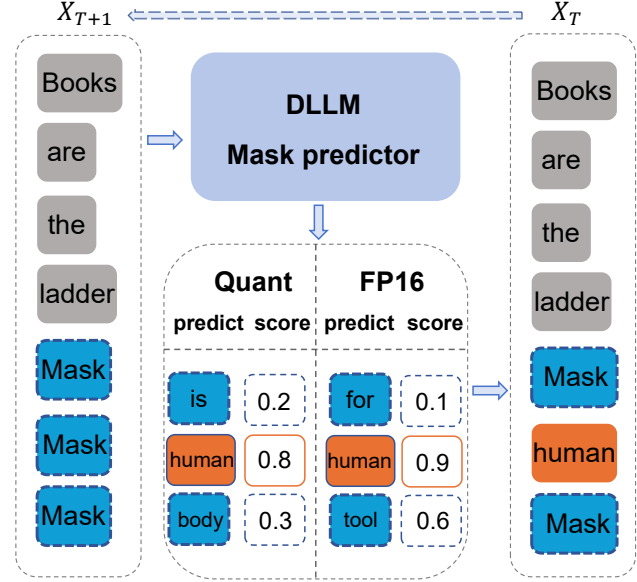 X_{T+1}
X_T
Books
are
the
ladder
Mask
Mask
Mask
DLLM
Mask predictor
Quant FP16
predict score predict score
is 0.2 for 0.1
human 0.8 human 0.9
body 0.3 tool 0.6
Books
are
the
ladder
Mask
human
Mask